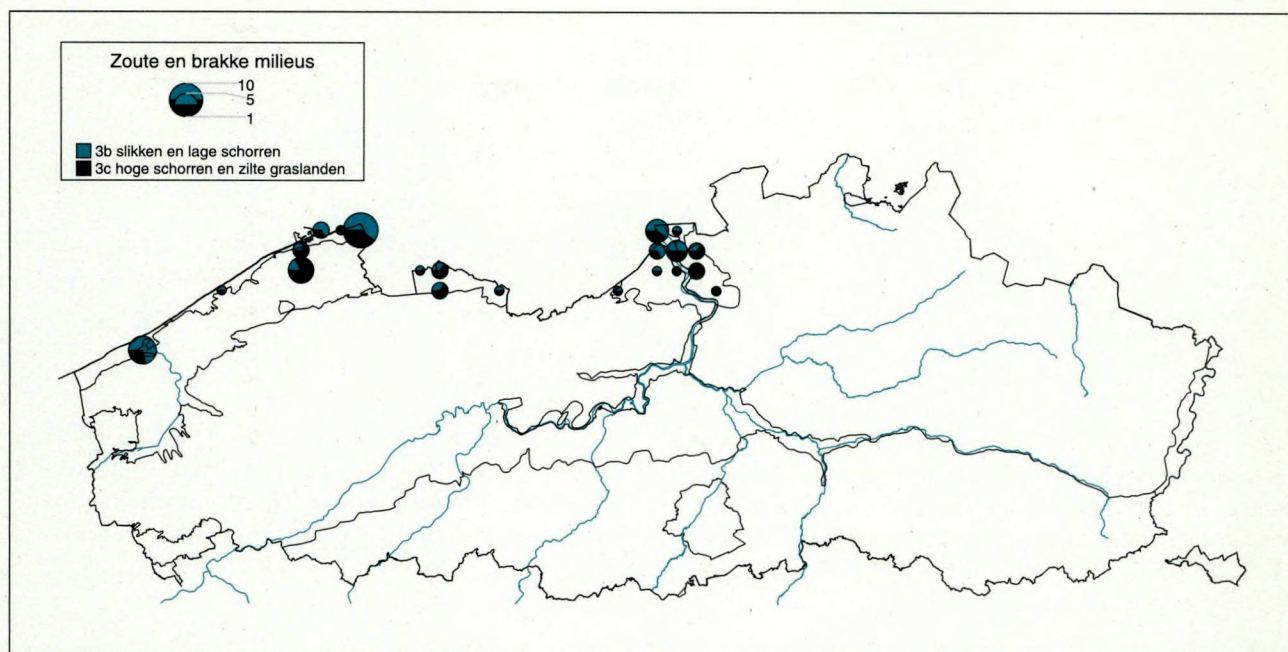 Zoute en brakke milieus
10
5
1
3b slikken en lage schorren
3c hoge schorren en zilte graslanden